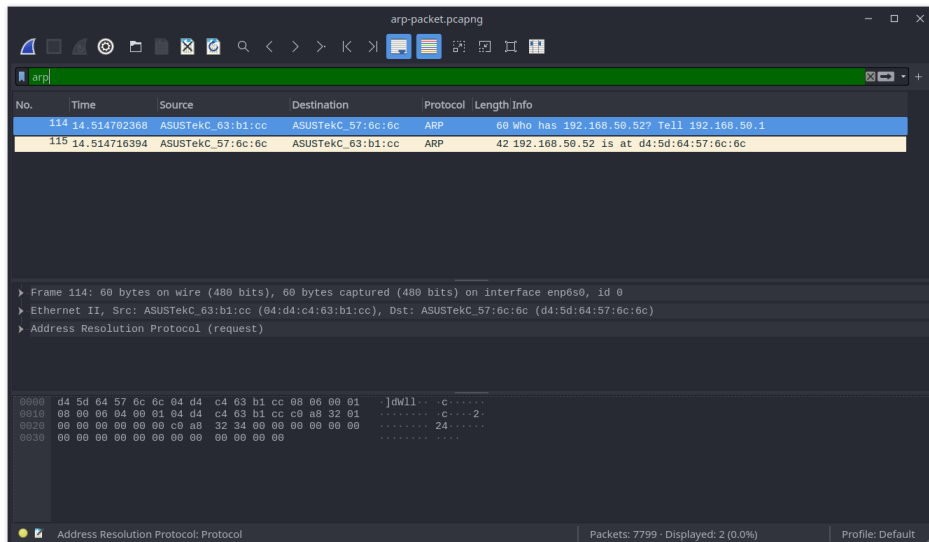 arp-packet.pcapng
arp
No. Time Source Destination Protocol Length Info
114 14.514702368 ASUSTekC_63:b1:cc ASUSTekC_57:6c:6c ARP 60 Who has 192.168.50.52? Tell 192.168.50.1
115 14.514716394 ASUSTekC_57:6c:6c ASUSTekC_63:b1:cc ARP 42 192.168.50.52 is at d4:5d:64:57:6c:6c
Frame 114: 60 bytes on wire (480 bits), 60 bytes captured (480 bits) on interface enp6s0, id 0
Ethernet II, Src: ASUSTekC_63:b1:cc (04:d4:c4:63:b1:cc), Dst: ASUSTekC_57:6c:6c (d4:5d:64:57:6c:6c)
Address Resolution Protocol (request)
0000 d4 5d 64 57 6c 6c 04 d4 c4 63 b1 cc 08 06 00 01 ·]dWll·· ·c······
0010 08 00 06 04 00 01 04 d4 c4 63 b1 cc c0 a8 32 01 ········ ·c····2·
0020 00 00 00 00 00 00 c0 a8 32 34 00 00 00 00 00 00 ········ 24······
0030 00 00 00 00 00 00 00 00 00 00 00 00 ········ ····
Address Resolution Protocol: Protocol Packets: 7799 · Displayed: 2 (0.0%) Profile: Default